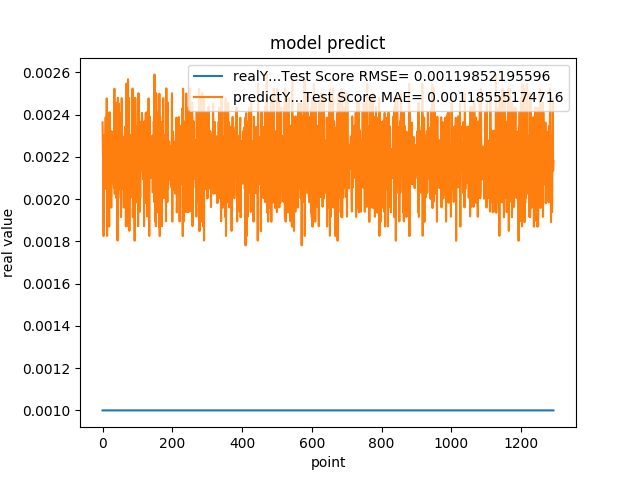 model predict
realY...Test Score RMSE= 0.00119852195596
predictY...Test Score MAE= 0.00118555174716
real value
0.0026
0.0024
0.0022
0.0020
0.0018
0.0016
0.0014
0.0012
0.0010
0 200 400 600 800 1000 1200
point